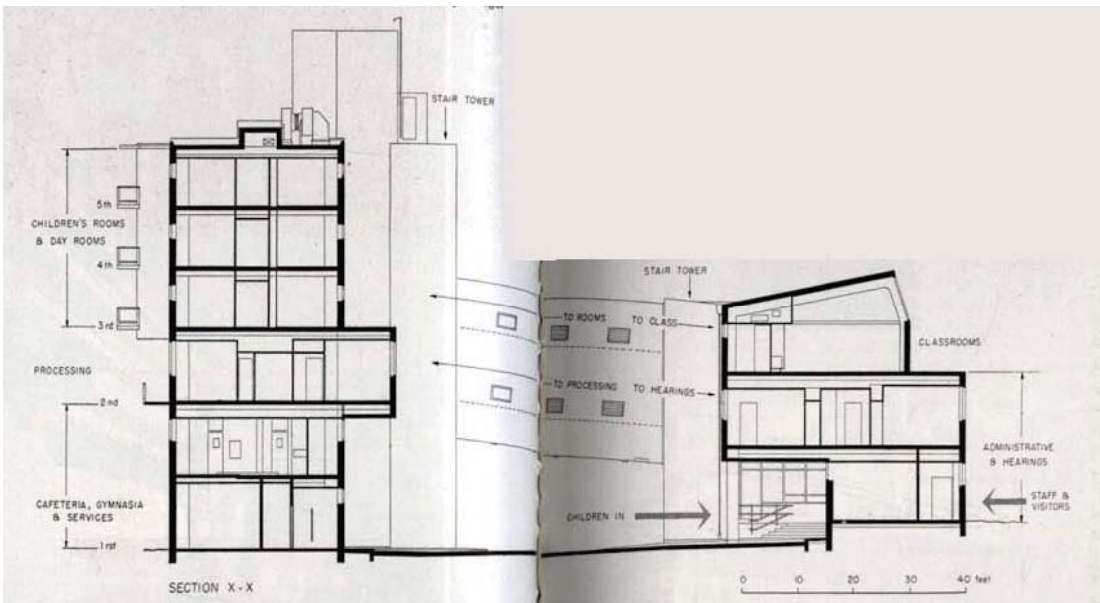 STAIR TOWER
CHILDREN'S ROOMS
& DAY ROOMS
5th
4th
3rd
PROCESSING
2nd
CAFETERIA, GYMNASIA
& SERVICES
1rst
SECTION X-X
STAIR TOWER
TO ROOMS TO CLASS
TO PROCESSING TO HEARINGS
CLASSROOMS
ADMINISTRATIVE
& HEARINGS
CHILDREN IN
STAFF &
VISITORS
0 10 20 30 40 feet